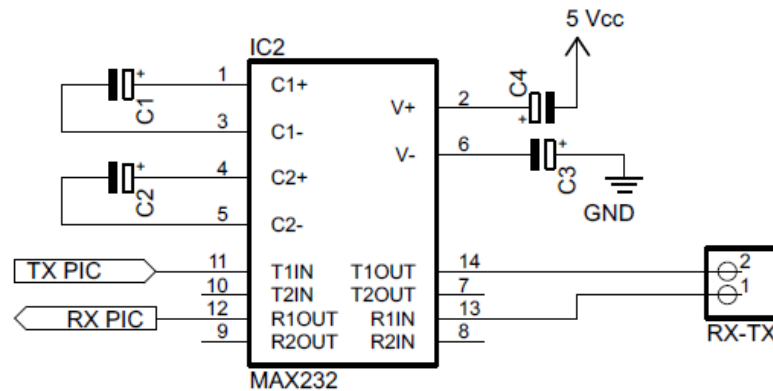 5 Vcc
IC2
+
C1
1
C1+
3
C1-
V+
2
C4
+
V-
6
+
C3
GND
+
C2
4
C2+
5
C2-
TX PIC
11
T1IN
T1OUT
14
10
T2IN
T2OUT
7
RX PIC
12
R1OUT
R1IN
13
9
R2OUT
R2IN
8
2
1
RX-TX
MAX232